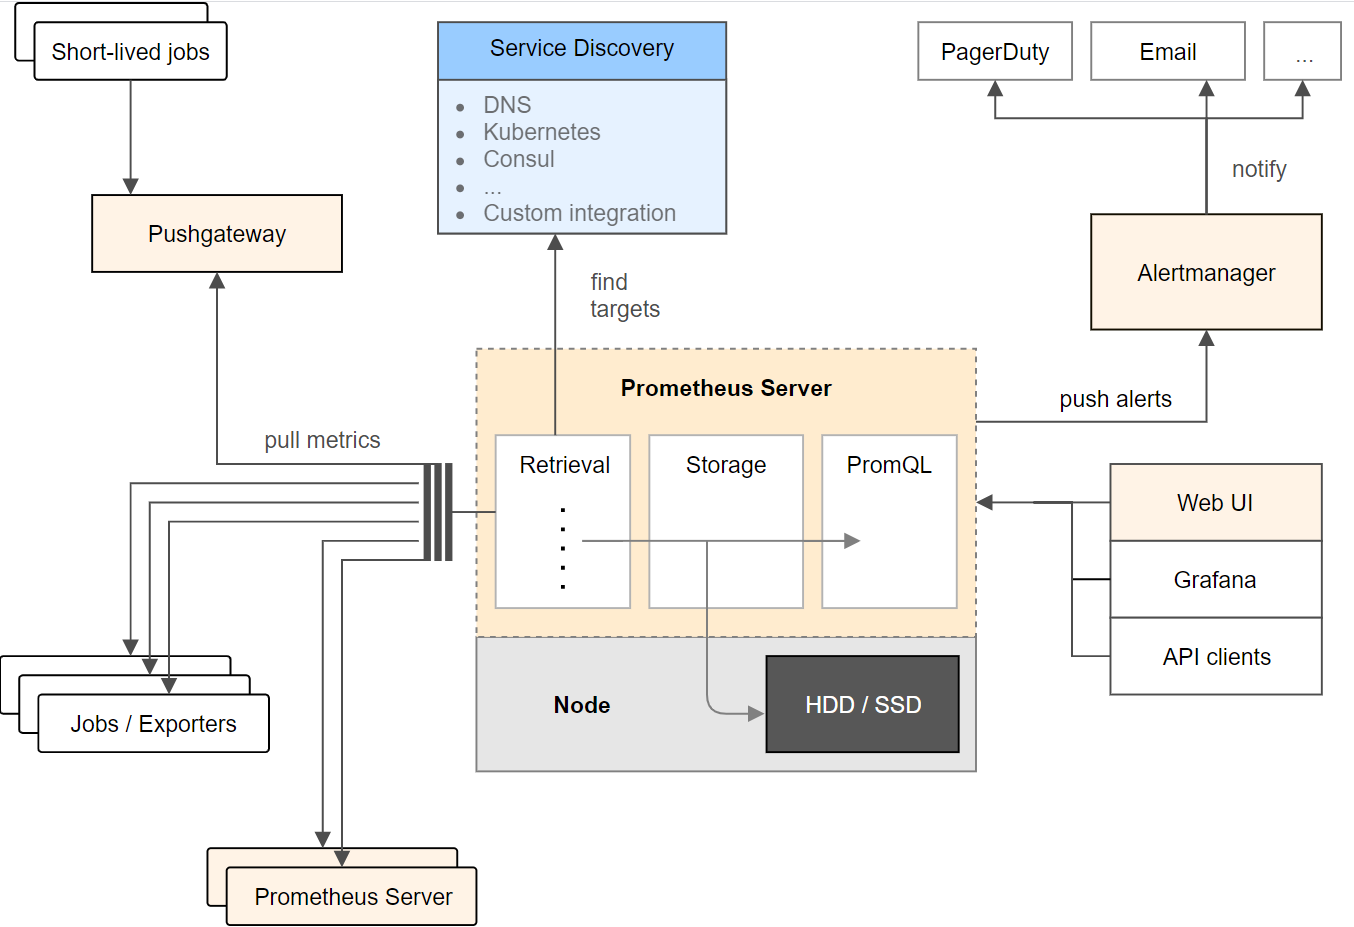 Short-lived jobs
Service Discovery
• DNS
• Kubernetes
• Consul
• ...
• Custom integration
PagerDuty
Email
...
notify
Pushgateway
Alertmanager
find
targets
Prometheus Server
push alerts
pull metrics
Retrieval
Storage
PromQL
Web UI
Grafana
API clients
Node
HDD / SSD
Jobs / Exporters
Prometheus Server